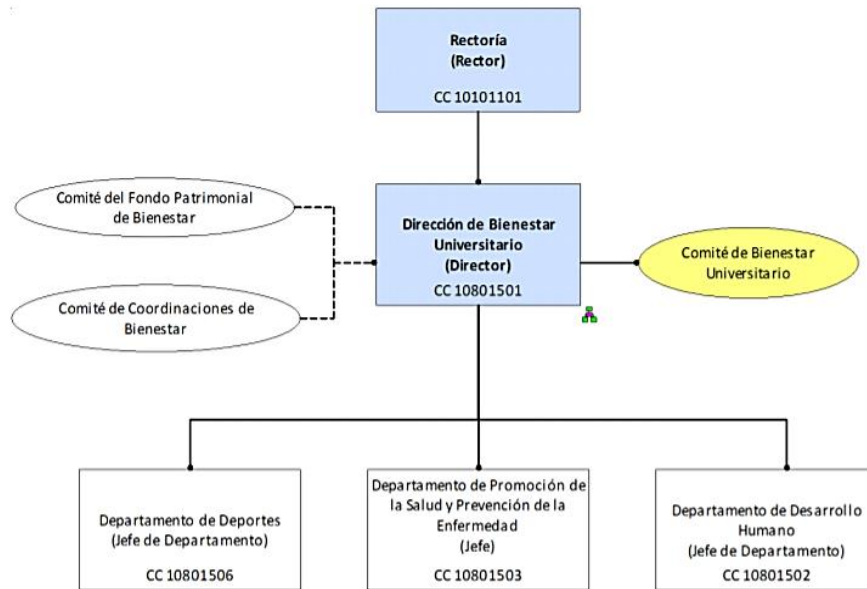 Rectoría
(Rector)
CC 10101101
Comité del Fondo Patrimonial
de Bienestar
Comité de Coordinaciones de
Bienestar
Dirección de Bienestar
Universitario
(Director)
CC 10801501
Comité de Bienestar
Universitario
Departamento de Deportes
(Jefe de Departamento)
CC 10801506
Departamento de Promoción de
la Salud y Prevención de la
Enfermedad
(Jefe)
CC 10801503
Departamento de Desarrollo
Humano
(Jefe de Departamento)
CC 10801502